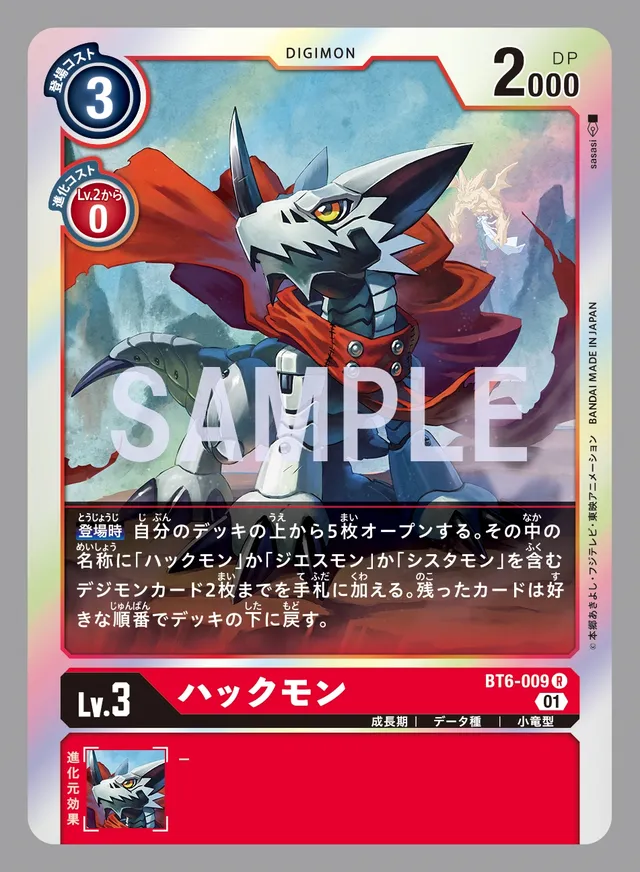 登場コスト
3
DIGIMON
2000
DP
進化コスト
Lv.2から
0
sasasi
SAMPLE
登場時 自分のデッキの上から5枚オープンする。その中の
名称に「ハックモン」か「ジエスモン」か「シスタモン」を含む
デジモンカード2枚までを手札に加える。残ったカードは好
きな順番でデッキの下に戻す。
© 本郷あきよし・フジテレビ・東映アニメーション BANDAI MADE IN JAPAN
Lv.3
ハックモン
BT6-009 R
01
成長期 | データ種 | 小竜型
進化元効果
–